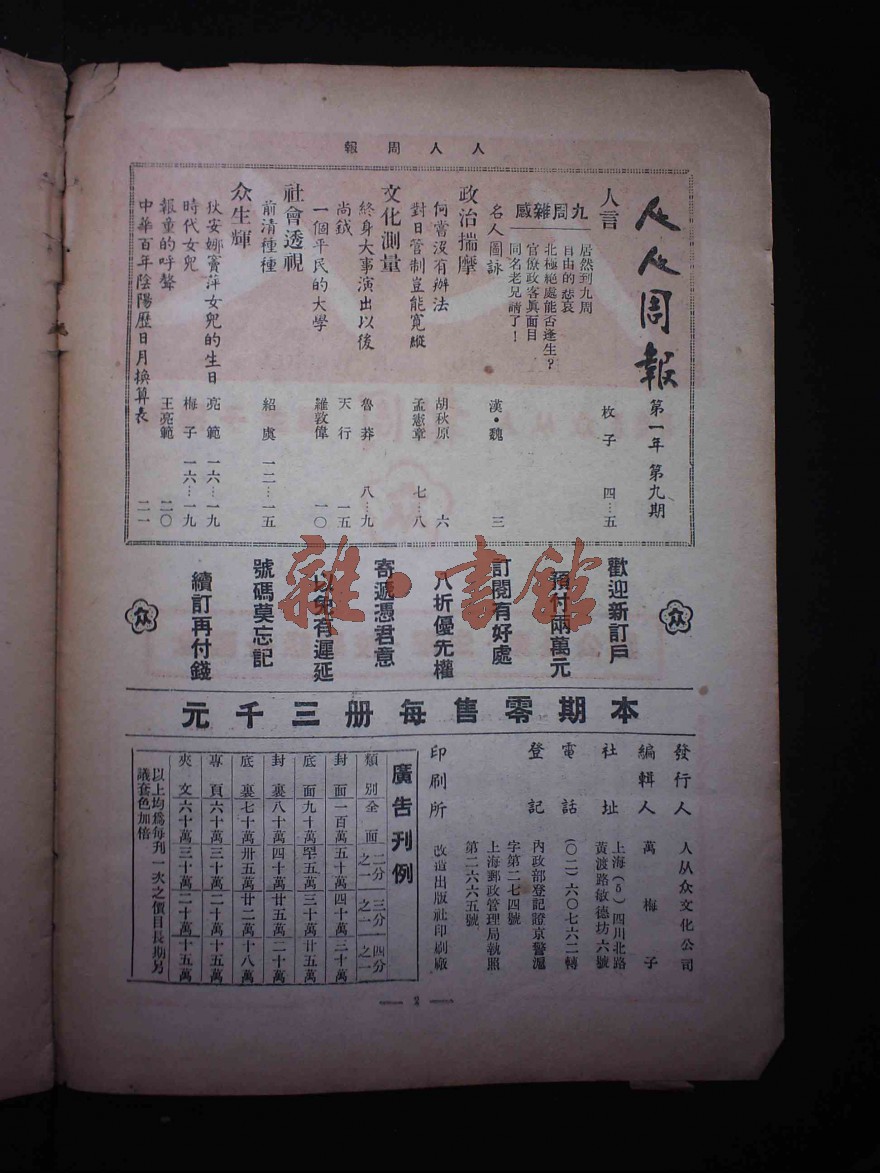 人人周報
人人周報
第一年 第九期
人言 枚子 四‥五
九周雜感
居然到九周
自由的悲哀
北極絕處能否逢生？
官僚政客眞面目
同名老兄請了！
名人圖詠 漢‧魏 三
政治揣摩
何嘗沒有辦法 胡秋原 六
對日管制豈能寬縱 孟憲章 七‥八
文化測量
終身大事演出以後 魯莽 八‥九
尚鉞 天行 一五
一個平民的大學 羅敦偉 一〇
社會透視
前清種種 紹虞 一二‥一五
众生輝
狄安娜賽萍女兒的生日 亮範 一六‥一九
時代女兒 梅子 一六‥一九
報童的呼聲 王亮範 二〇
中華百年陰陽歷日月換算表 二一
众
歡迎新訂戶
預付兩萬元
訂閱有好處
八折優先權
寄遞憑君意
以免有遲延
號碼莫忘記
續訂再付錢
众
本期零售每册三千元
發行人 人从众文化公司
編輯人 萬梅子
社址 上海(5)四川北路
黃渡路敏德坊六號
電話 (〇二)六〇七六二轉
登記 內政部登記證京警滬
字第二七四號
上海郵政管理局執照
第二六六五號
印刷所 改造出版社印刷廠
廣告刊例
類別 全面 二分之一 三分之一 四分之一
封面 一百萬 五十萬 四十萬 三十萬
底面 九十萬 罕五萬 三十萬 廿五萬
封裏 八十萬 四十萬 廿五萬 二十萬
底裏 七十萬 卅五萬 廿二萬 十八萬
專頁 六十萬 三十萬 二十萬 十五萬
夾文 六十萬 三十萬 二十萬 十五萬
以上均爲每刋一次之價目長期另
議套色加倍
— 2 —
雜‧書館